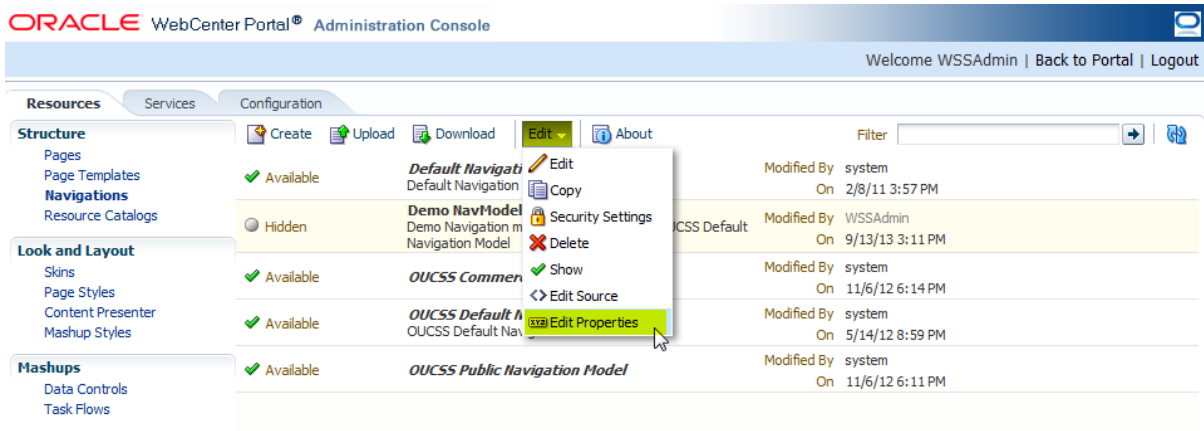 ORACLE WebCenter Portal® Administration Console
Welcome WSSAdmin | Back to Portal | Logout
Resources Services Configuration
Structure
Pages
Page Templates
Navigations
Resource Catalogs
Look and Layout
Skins
Page Styles
Content Presenter
Mashup Styles
Mashups
Data Controls
Task Flows
Create Upload Download Edit About Filter
Edit
Copy
Security Settings
Delete
Show
Edit Source
XYZ Edit Properties
Available Default Navigati Modified By system
Default Navigation On 2/8/11 3:57 PM
Hidden Demo NavModel Modified By WSSAdmin
Demo Navigation m UCSS Default On 9/13/13 3:11 PM
Navigation Model
Available OUCSS Commer Modified By system
On 11/6/12 6:14 PM
Available OUCSS Default N Modified By system
OUCSS Default Nav On 5/14/12 8:59 PM
Available OUCSS Public Navigation Model Modified By system
On 11/6/12 6:11 PM